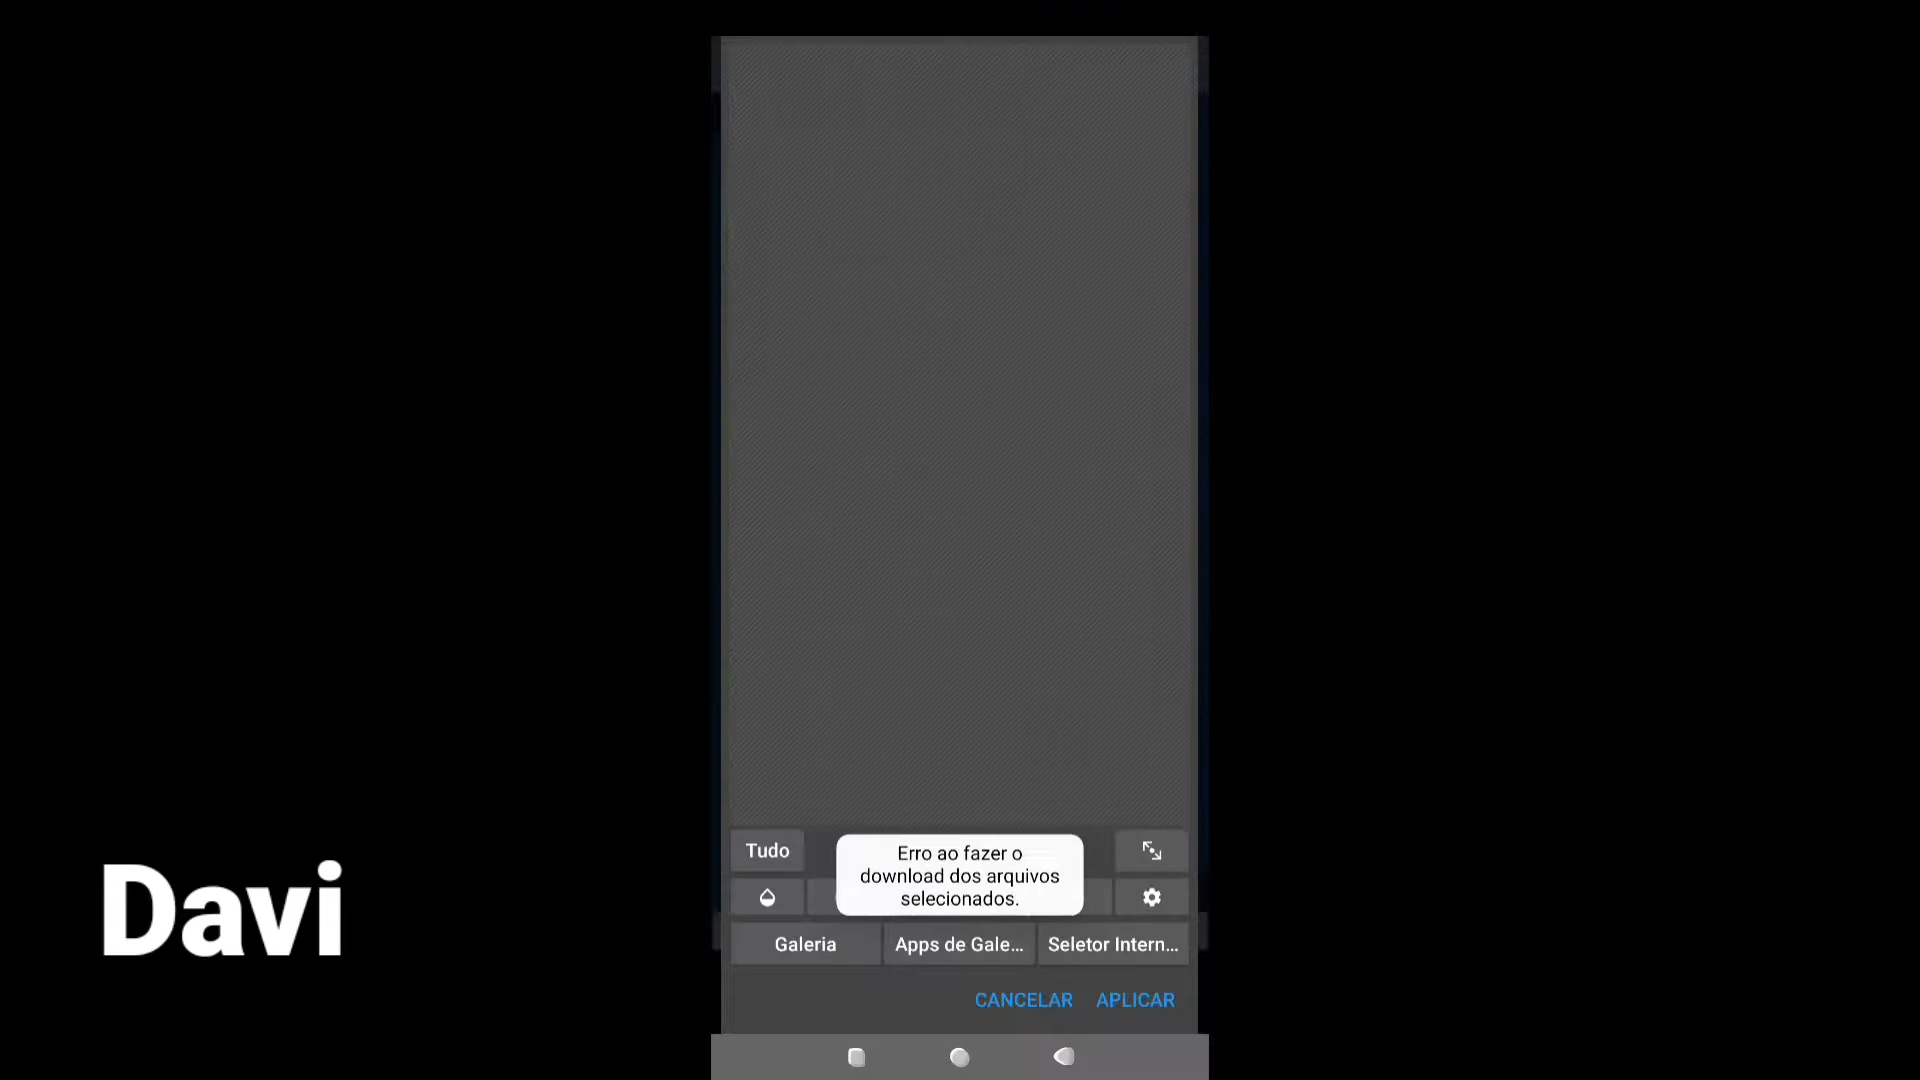 Tudo
Erro ao fazer o
download dos arquivos
selecionados.
Galeria
Apps de Gale...
Seletor Intern...
CANCELAR
APLICAR
Davi